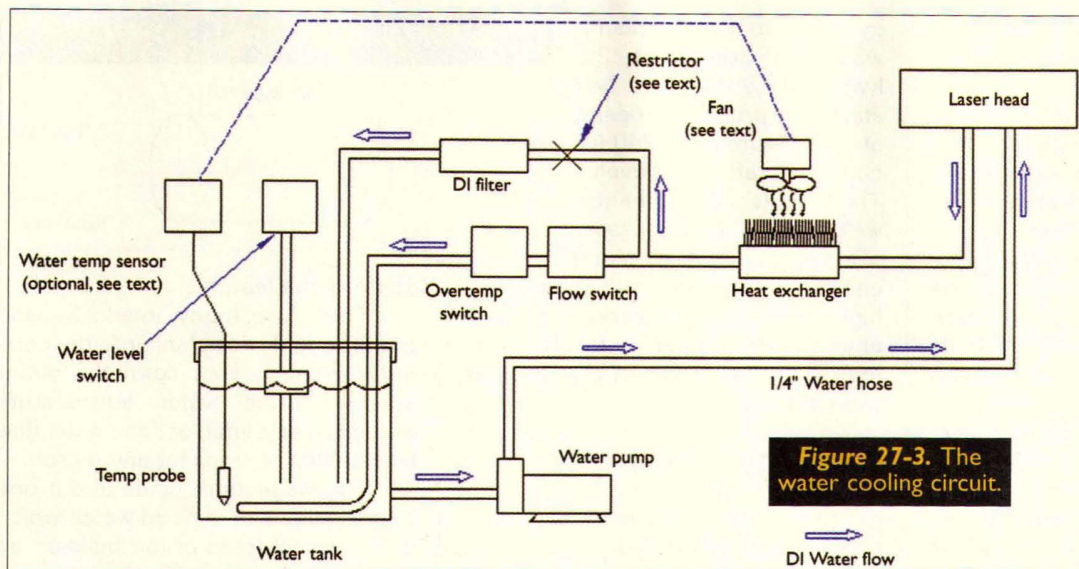 Restrictor
(see text)
Fan
(see text)
Laser head
DI filter
Water temp sensor
(optional, see text)
Overtemp
switch
Flow switch
Heat exchanger
Water level
switch
1/4" Water hose
Temp probe
Water pump
Figure 27-3. The
water cooling circuit.
Water tank
DI Water flow